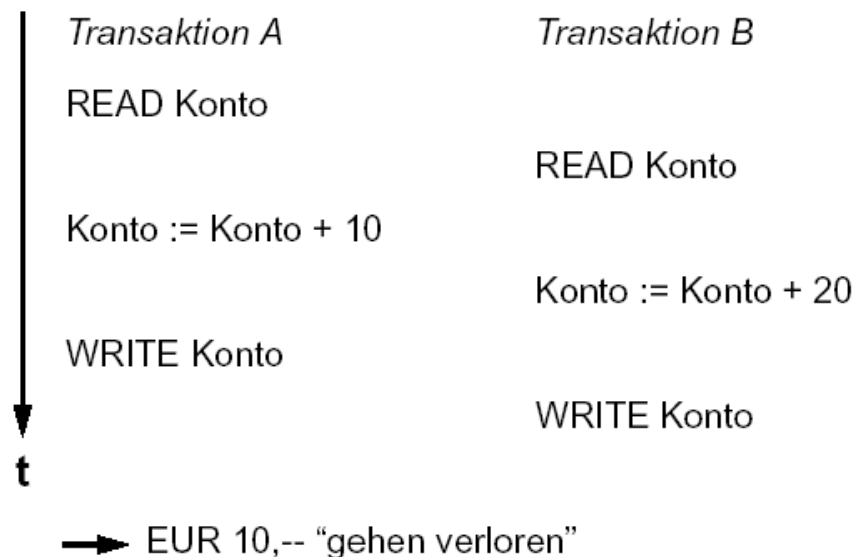 Transaktion A Transaktion B
READ Konto
READ Konto
Konto := Konto + 10
Konto := Konto + 20
WRITE Konto
WRITE Konto
t
EUR 10,-- “gehen verloren”